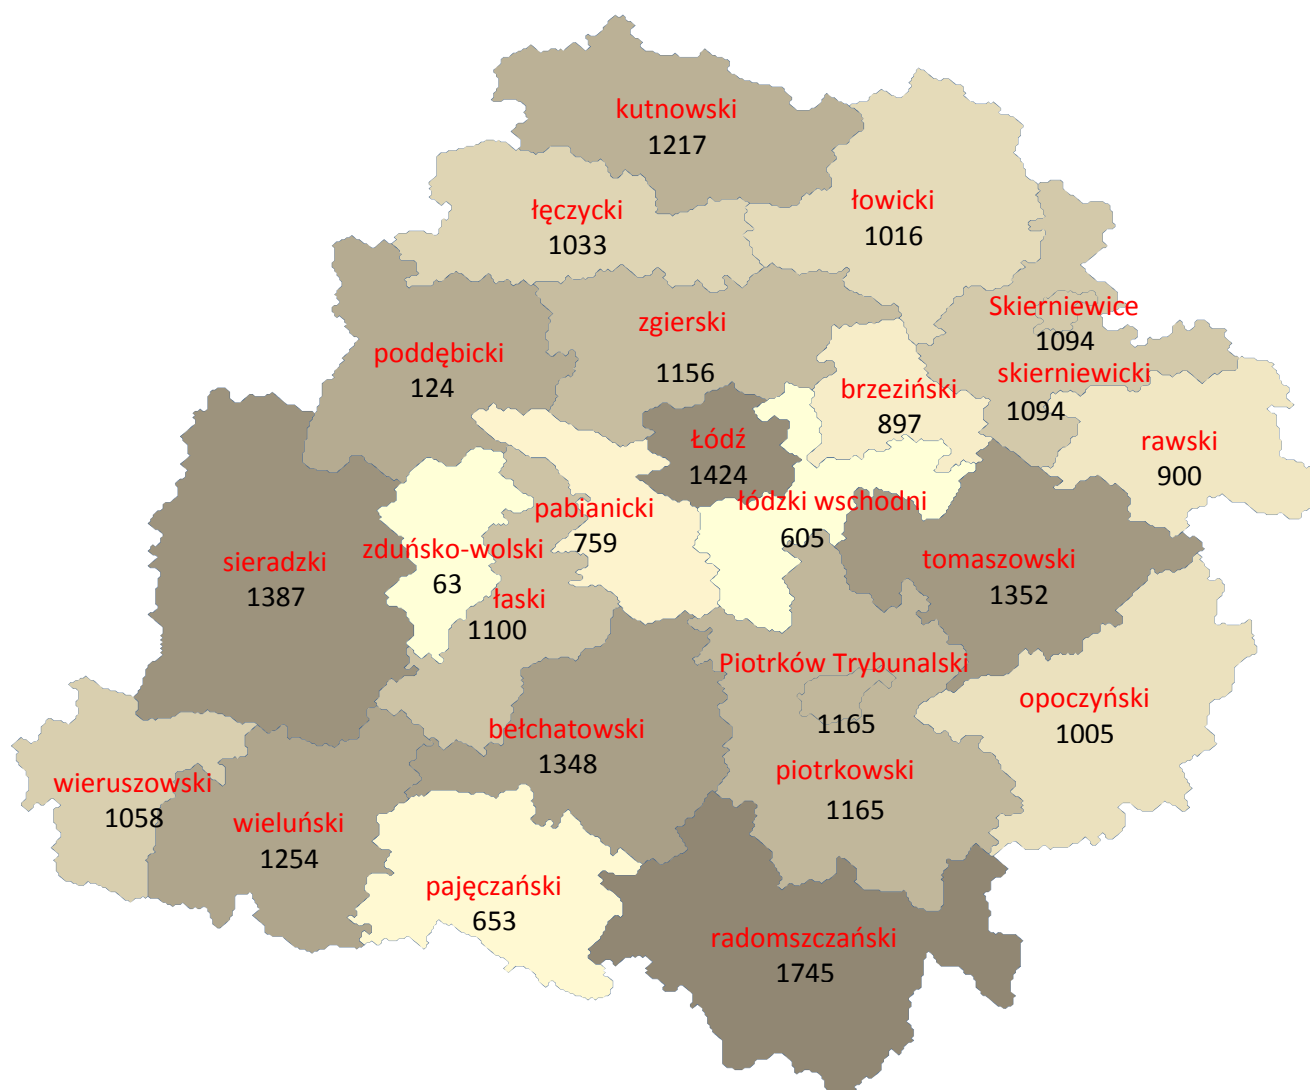 kutnowski
1217
łęczycki
1033
łowicki
1016
Skierniewice
1094
skierniewicki
1094
zgierski
1156
poddębicki
124
brzeziński
897
rawski
900
Łódź
1424
łódzki wschodni
605
pabianicki
759
zduńsko-wolski
63
sieradzki
1387
łaski
1100
tomaszowski
1352
Piotrków Trybunalski
1165
piotrkowski
1165
opoczyński
1005
bełchatowski
1348
wieruszowski
1058
wieluński
1254
pajęczański
653
radomszczański
1745